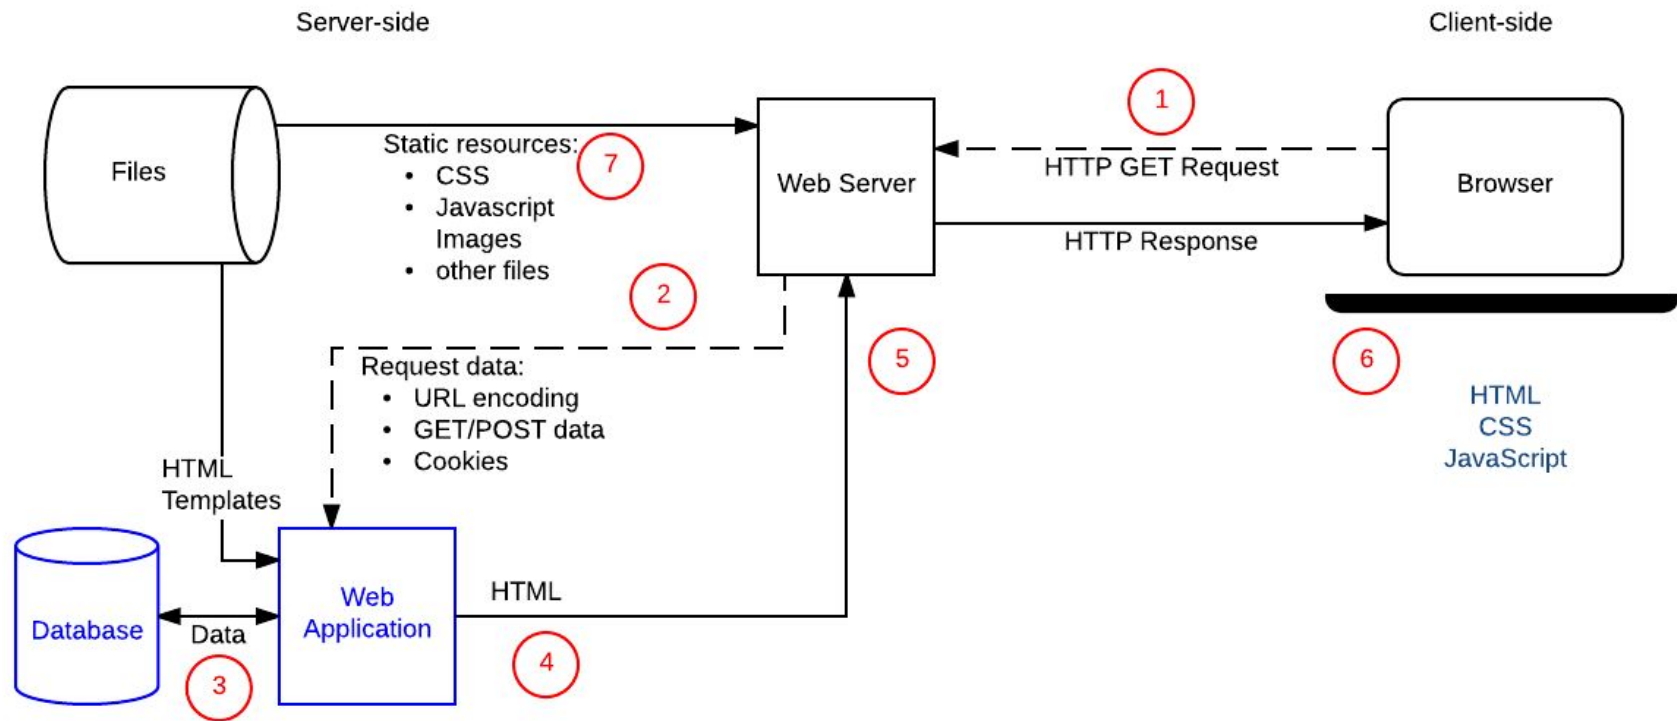 Server-side
Client-side
Files
Static resources:
• CSS
• Javascript
Images
• other files
7
Web Server
1
HTTP GET Request
HTTP Response
Browser
2
Request data:
• URL encoding
• GET/POST data
• Cookies
5
6
HTML
CSS
JavaScript
HTML
Templates
Database
Data
3
Web
Application
HTML
4